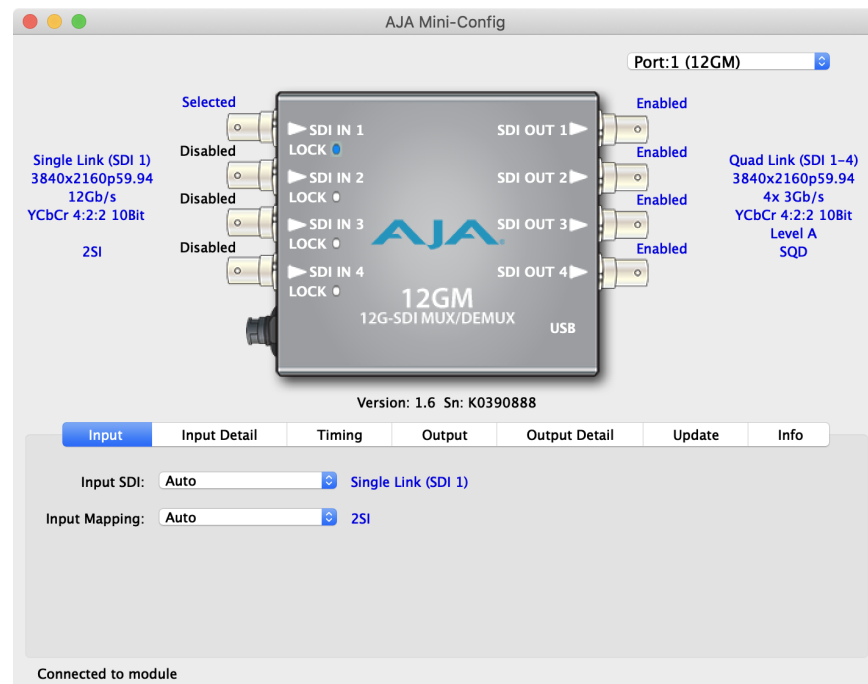 AJA Mini-Config
Port:1 (12GM)
Selected
Enabled
SDI IN 1
SDI OUT 1
LOCK
Disabled
Enabled
Single Link (SDI 1)
3840x2160p59.94
12Gb/s
YCbCr 4:2:2 10Bit
2SI
SDI IN 2
SDI OUT 2
LOCK
Disabled
Enabled
Quad Link (SDI 1-4)
3840x2160p59.94
4x 3Gb/s
YCbCr 4:2:2 10Bit
Level A
SQD
SDI IN 3
SDI OUT 3
LOCK
AJA
Disabled
Enabled
SDI IN 4
SDI OUT 4
LOCK
12GM
12G-SDI MUX/DEMUX
USB
Version: 1.6 Sn: K0390888
Input Input Detail Timing Output Output Detail Update Info
Input SDI: Auto Single Link (SDI 1)
Input Mapping: Auto 2SI
Connected to module